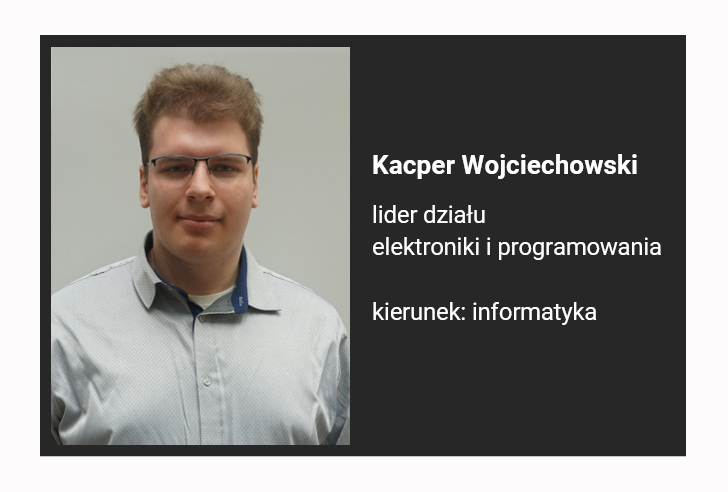 Kacper Wojciechowski
lider działu
elektroniki i programowania
kierunek: informatyka